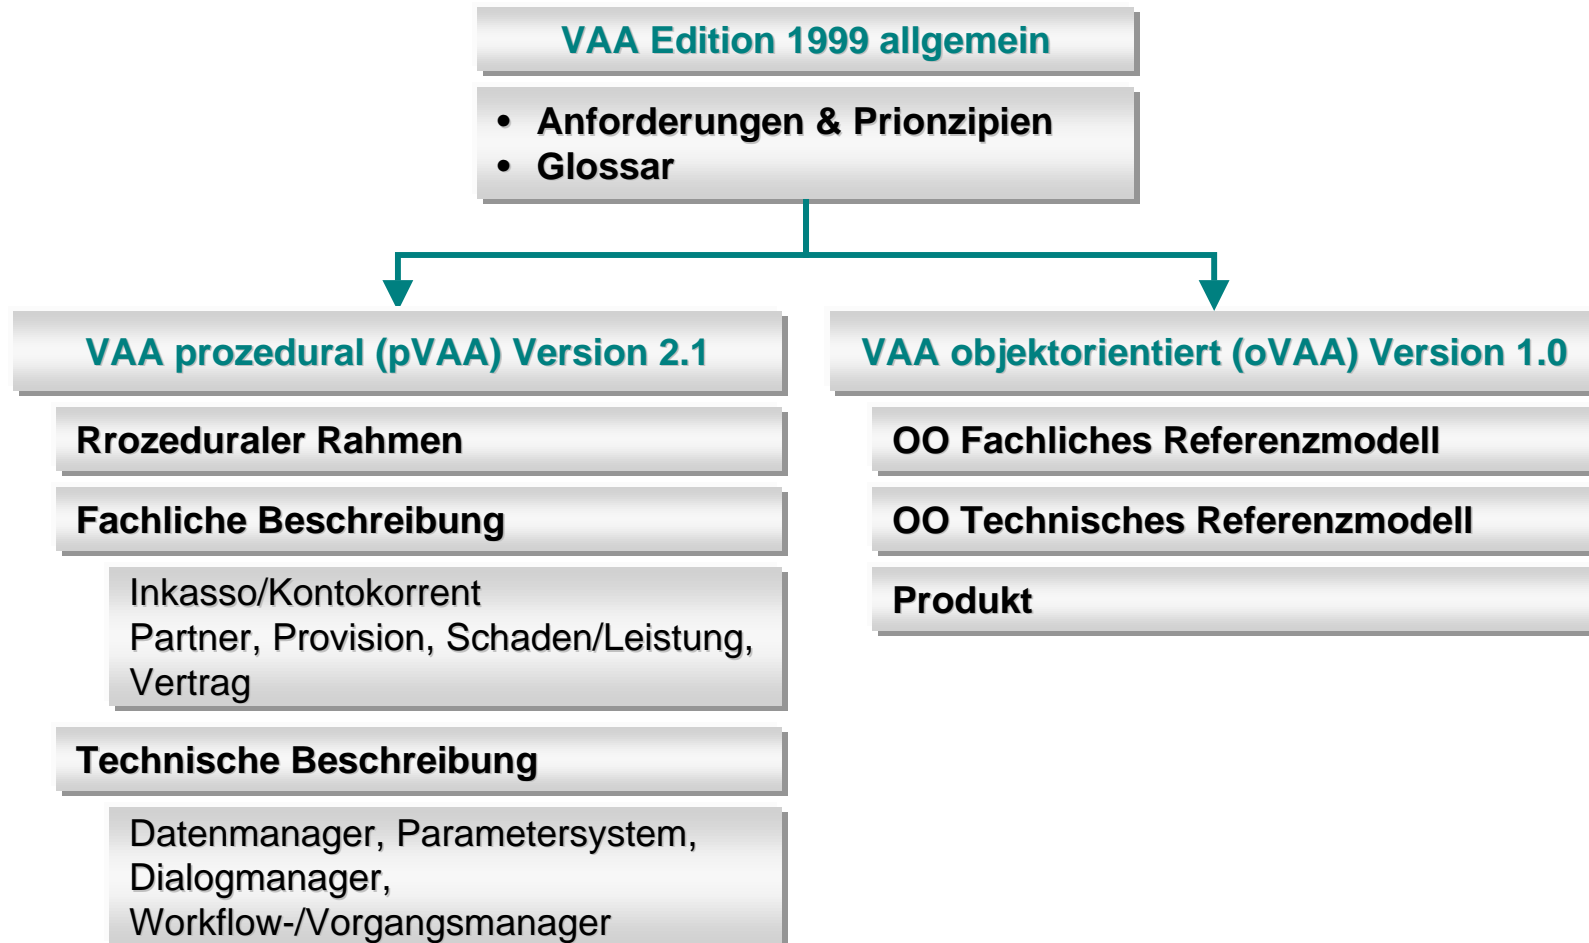 VAA Edition 1999 allgemein
• Anforderungen & Prionzipien
• Glossar
VAA prozedural (pVAA) Version 2.1
Rrozeduraler Rahmen
Fachliche Beschreibung
Inkasso/Kontokorrent
Partner, Provision, Schaden/Leistung,
Vertrag
Technische Beschreibung
Datenmanager, Parametersystem,
Dialogmanager,
Workflow-/Vorgangsmanager
VAA objektorientiert (oVAA) Version 1.0
OO Fachliches Referenzmodell
OO Technisches Referenzmodell
Produkt